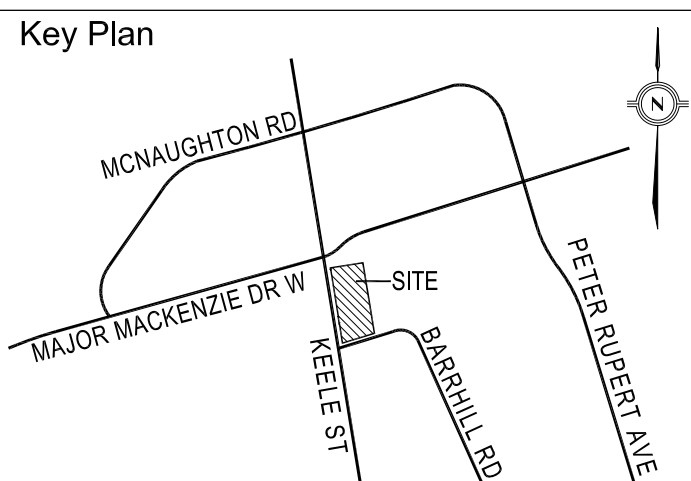 Key Plan
MCNAUGHTON RD
N
SITE
MAJOR MACKENZIE DR W
KEELE ST
BARRHILL RD
PETER RUPERT AVE